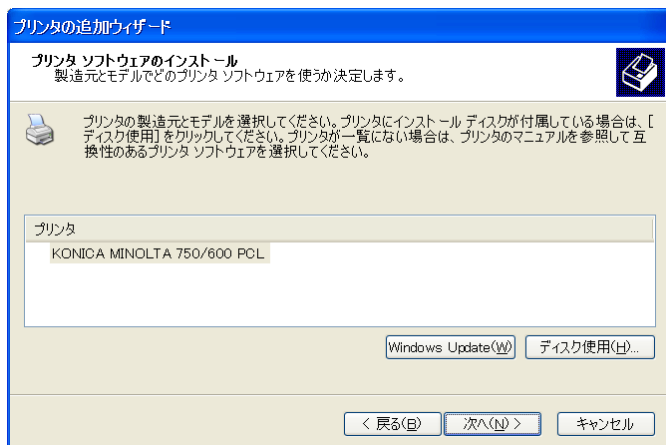 プリンタの追加ウィザード
プリンタ ソフトウェアのインストール
製造元とモデルでどのプリンタ ソフトウェアを使うか決定します。
プリンタの製造元とモデルを選択してください。プリンタにインストール ディスクが付属している場合は、[
ディスク使用] をクリックしてください。プリンタが一覧にない場合は、プリンタのマニュアルを参照して互
換性のあるプリンタ ソフトウェアを選択してください。
プリンタ
KONICA MINOLTA 750/600 PCL
Windows Update(W) ディスク使用(H)...
< 戻る(B) 次へ(N) > キャンセル